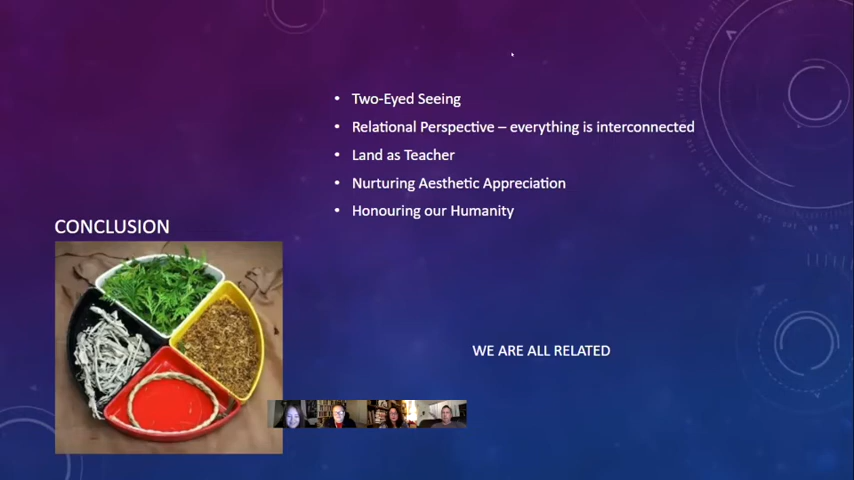 • Two-Eyed Seeing
• Relational Perspective – everything is interconnected
• Land as Teacher
• Nurturing Aesthetic Appreciation
• Honouring our Humanity
CONCLUSION
WE ARE ALL RELATED